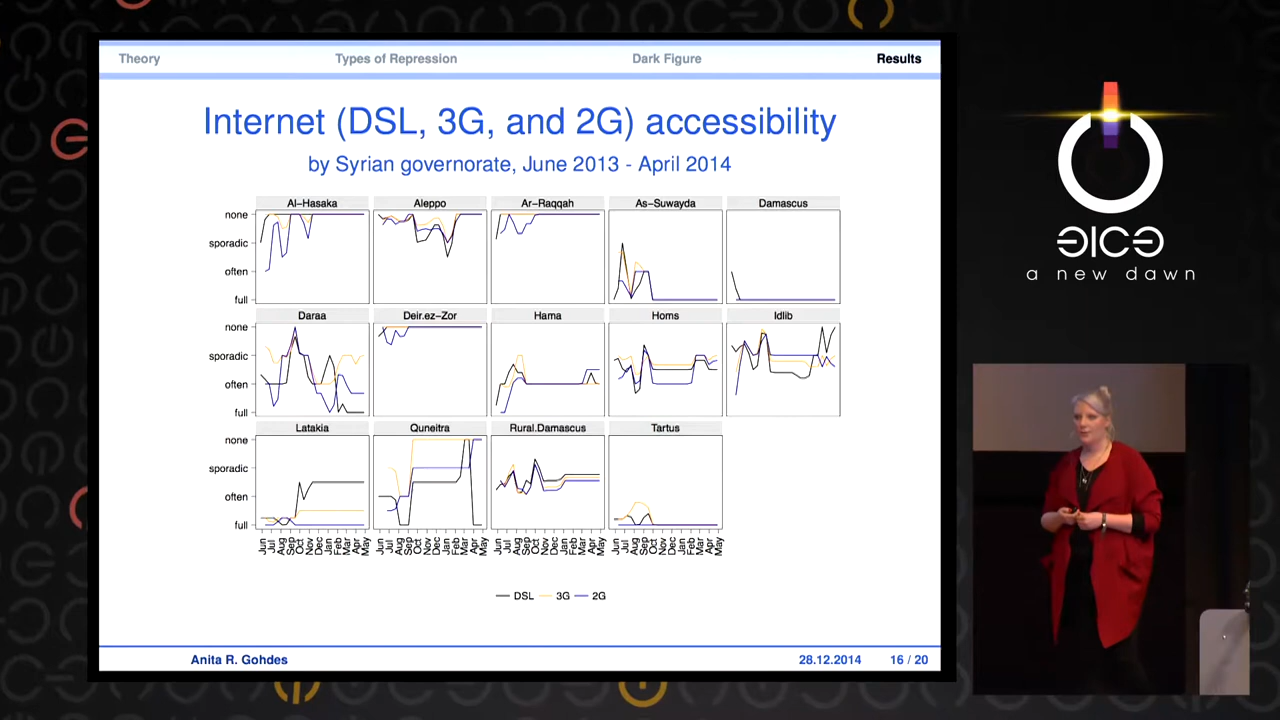 Theory Types of Repression Dark Figure Results
Internet (DSL, 3G, and 2G) accessibility
by Syrian governorate, June 2013 - April 2014
Al−Hasaka Aleppo Ar−Raqqah As−Suwayda Damascus
none
sporadic
often
full
Daraa Deir.ez−Zor Hama Homs Idlib
none
sporadic
often
full
Latakia Quneitra Rural.Damascus Tartus
none
sporadic
often
full
Jun Jul Aug Sep Oct Nov Dec Jan Feb Mar Apr May Jun Jul Aug Sep Oct Nov Dec Jan Feb Mar Apr May Jun Jul Aug Sep Oct Nov Dec Jan Feb Mar Apr May Jun Jul Aug Sep Oct Nov Dec Jan Feb Mar Apr May
DSL 3G 2G
Anita R. Gohdes 28.12.2014 16 / 20
a new dawn